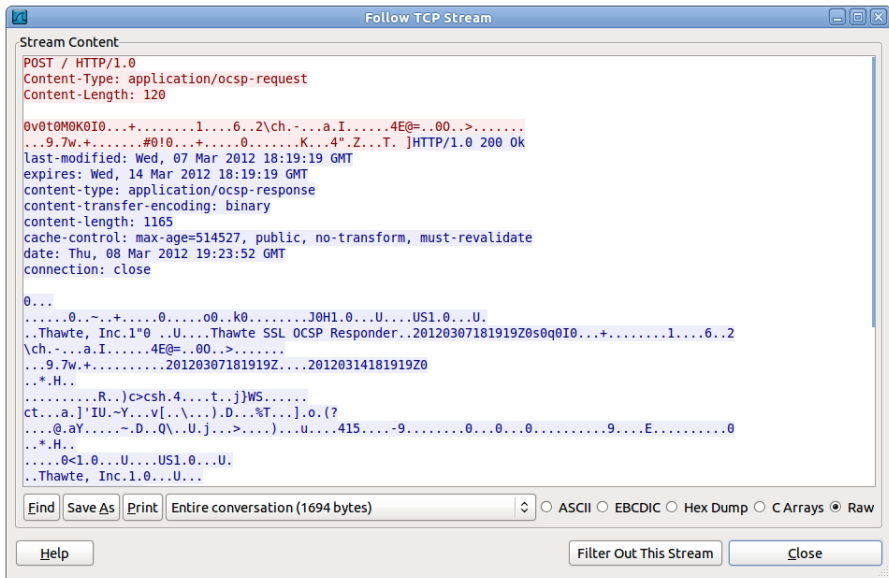 Follow TCP Stream
Stream Content
POST / HTTP/1.0
Content-Type: application/ocsp-request
Content-Length: 120
0v0t0M0K0I0...+........1....6..2\ch.-...a.I......4E@=..0O..>.......
...9.7w.+.......#0!0...+.....0.......K...4".Z...T. ]HTTP/1.0 200 Ok
last-modified: Wed, 07 Mar 2012 18:19:19 GMT
expires: Wed, 14 Mar 2012 18:19:19 GMT
content-type: application/ocsp-response
content-transfer-encoding: binary
content-length: 1165
cache-control: max-age=514527, public, no-transform, must-revalidate
date: Thu, 08 Mar 2012 19:23:52 GMT
connection: close
0...
......0..~..+.....0.....o0..k0........J0H1.0...U....US1.0...U.
..Thawte, Inc.1"0 ..U....Thawte SSL OCSP Responder..20120307181919Z0s0q0I0...+........1....6..2
\ch.-...a.I......4E@=..0O..>.......
...9.7w.+..........20120307181919Z....20120314181919Z0
..*.H..
..........R..)c>csh.4....t..j}WS......
ct...a.]'IU.~Y...v[..\...).D...%T...].o.(?
....@.aY.....~.D..Q\..U.j...>....)...u....415....-9........0...0...0..........9....E..........0
..*.H..
.....0<1.0...U....US1.0...U.
..Thawte, Inc.1.0...U...
Find Save As Print Entire conversation (1694 bytes) ASCII EBCDIC Hex Dump C Arrays Raw
Help Filter Out This Stream Close